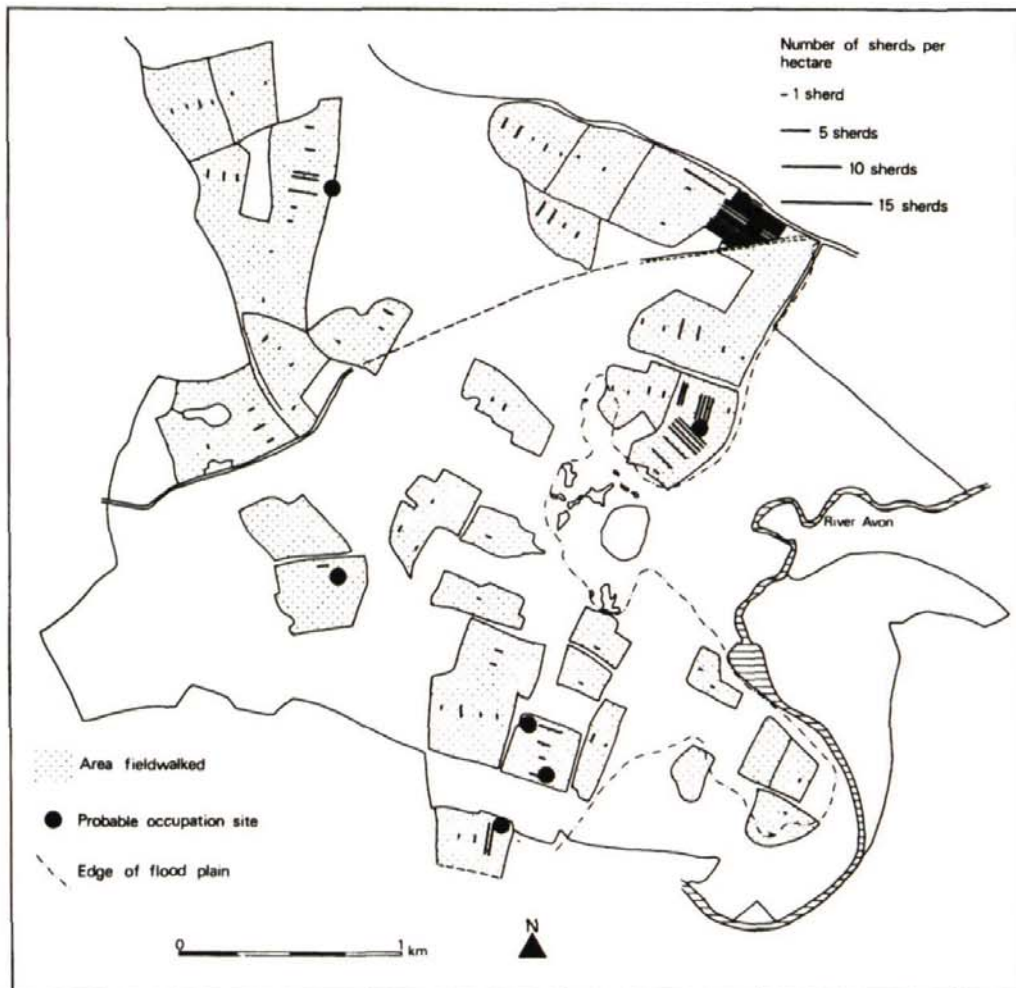 Number of sherds per
hectare
- 1 sherd
5 sherds
10 sherds
15 sherds
River Avon
Area fieldwalked
Probable occupation site
Edge of flood plain
N
0 1
km